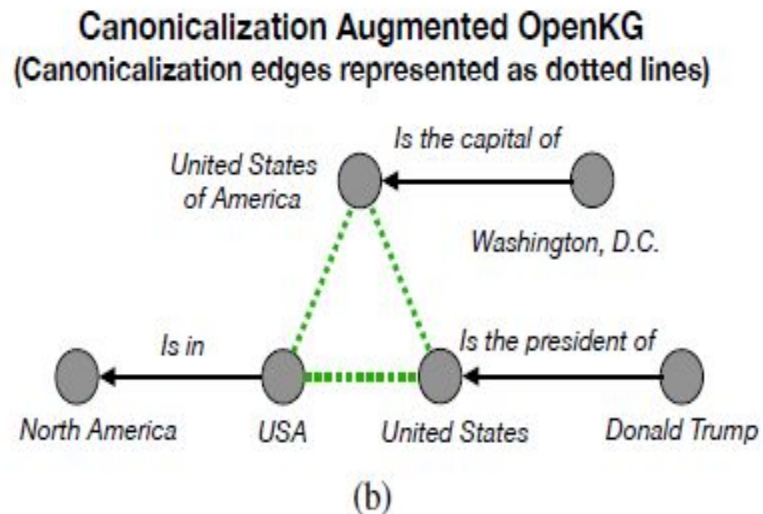 Canonicalization Augmented OpenKG
(Canonicalization edges represented as dotted lines)
Is the capital of
United States
of America
Washington, D.C.
Is in
Is the president of
North America
USA
United States
Donald Trump
(b)